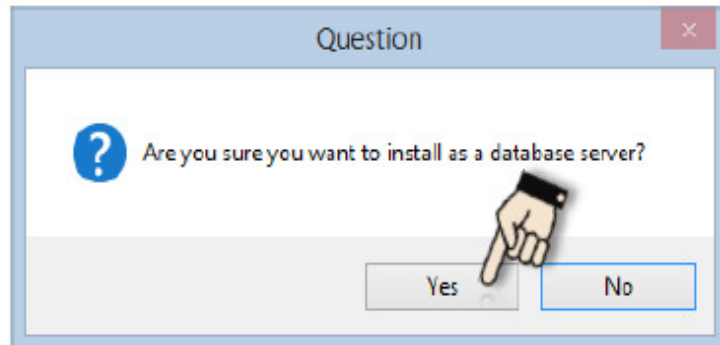 Question
Are you sure you want to install as a database server?
Yes
No